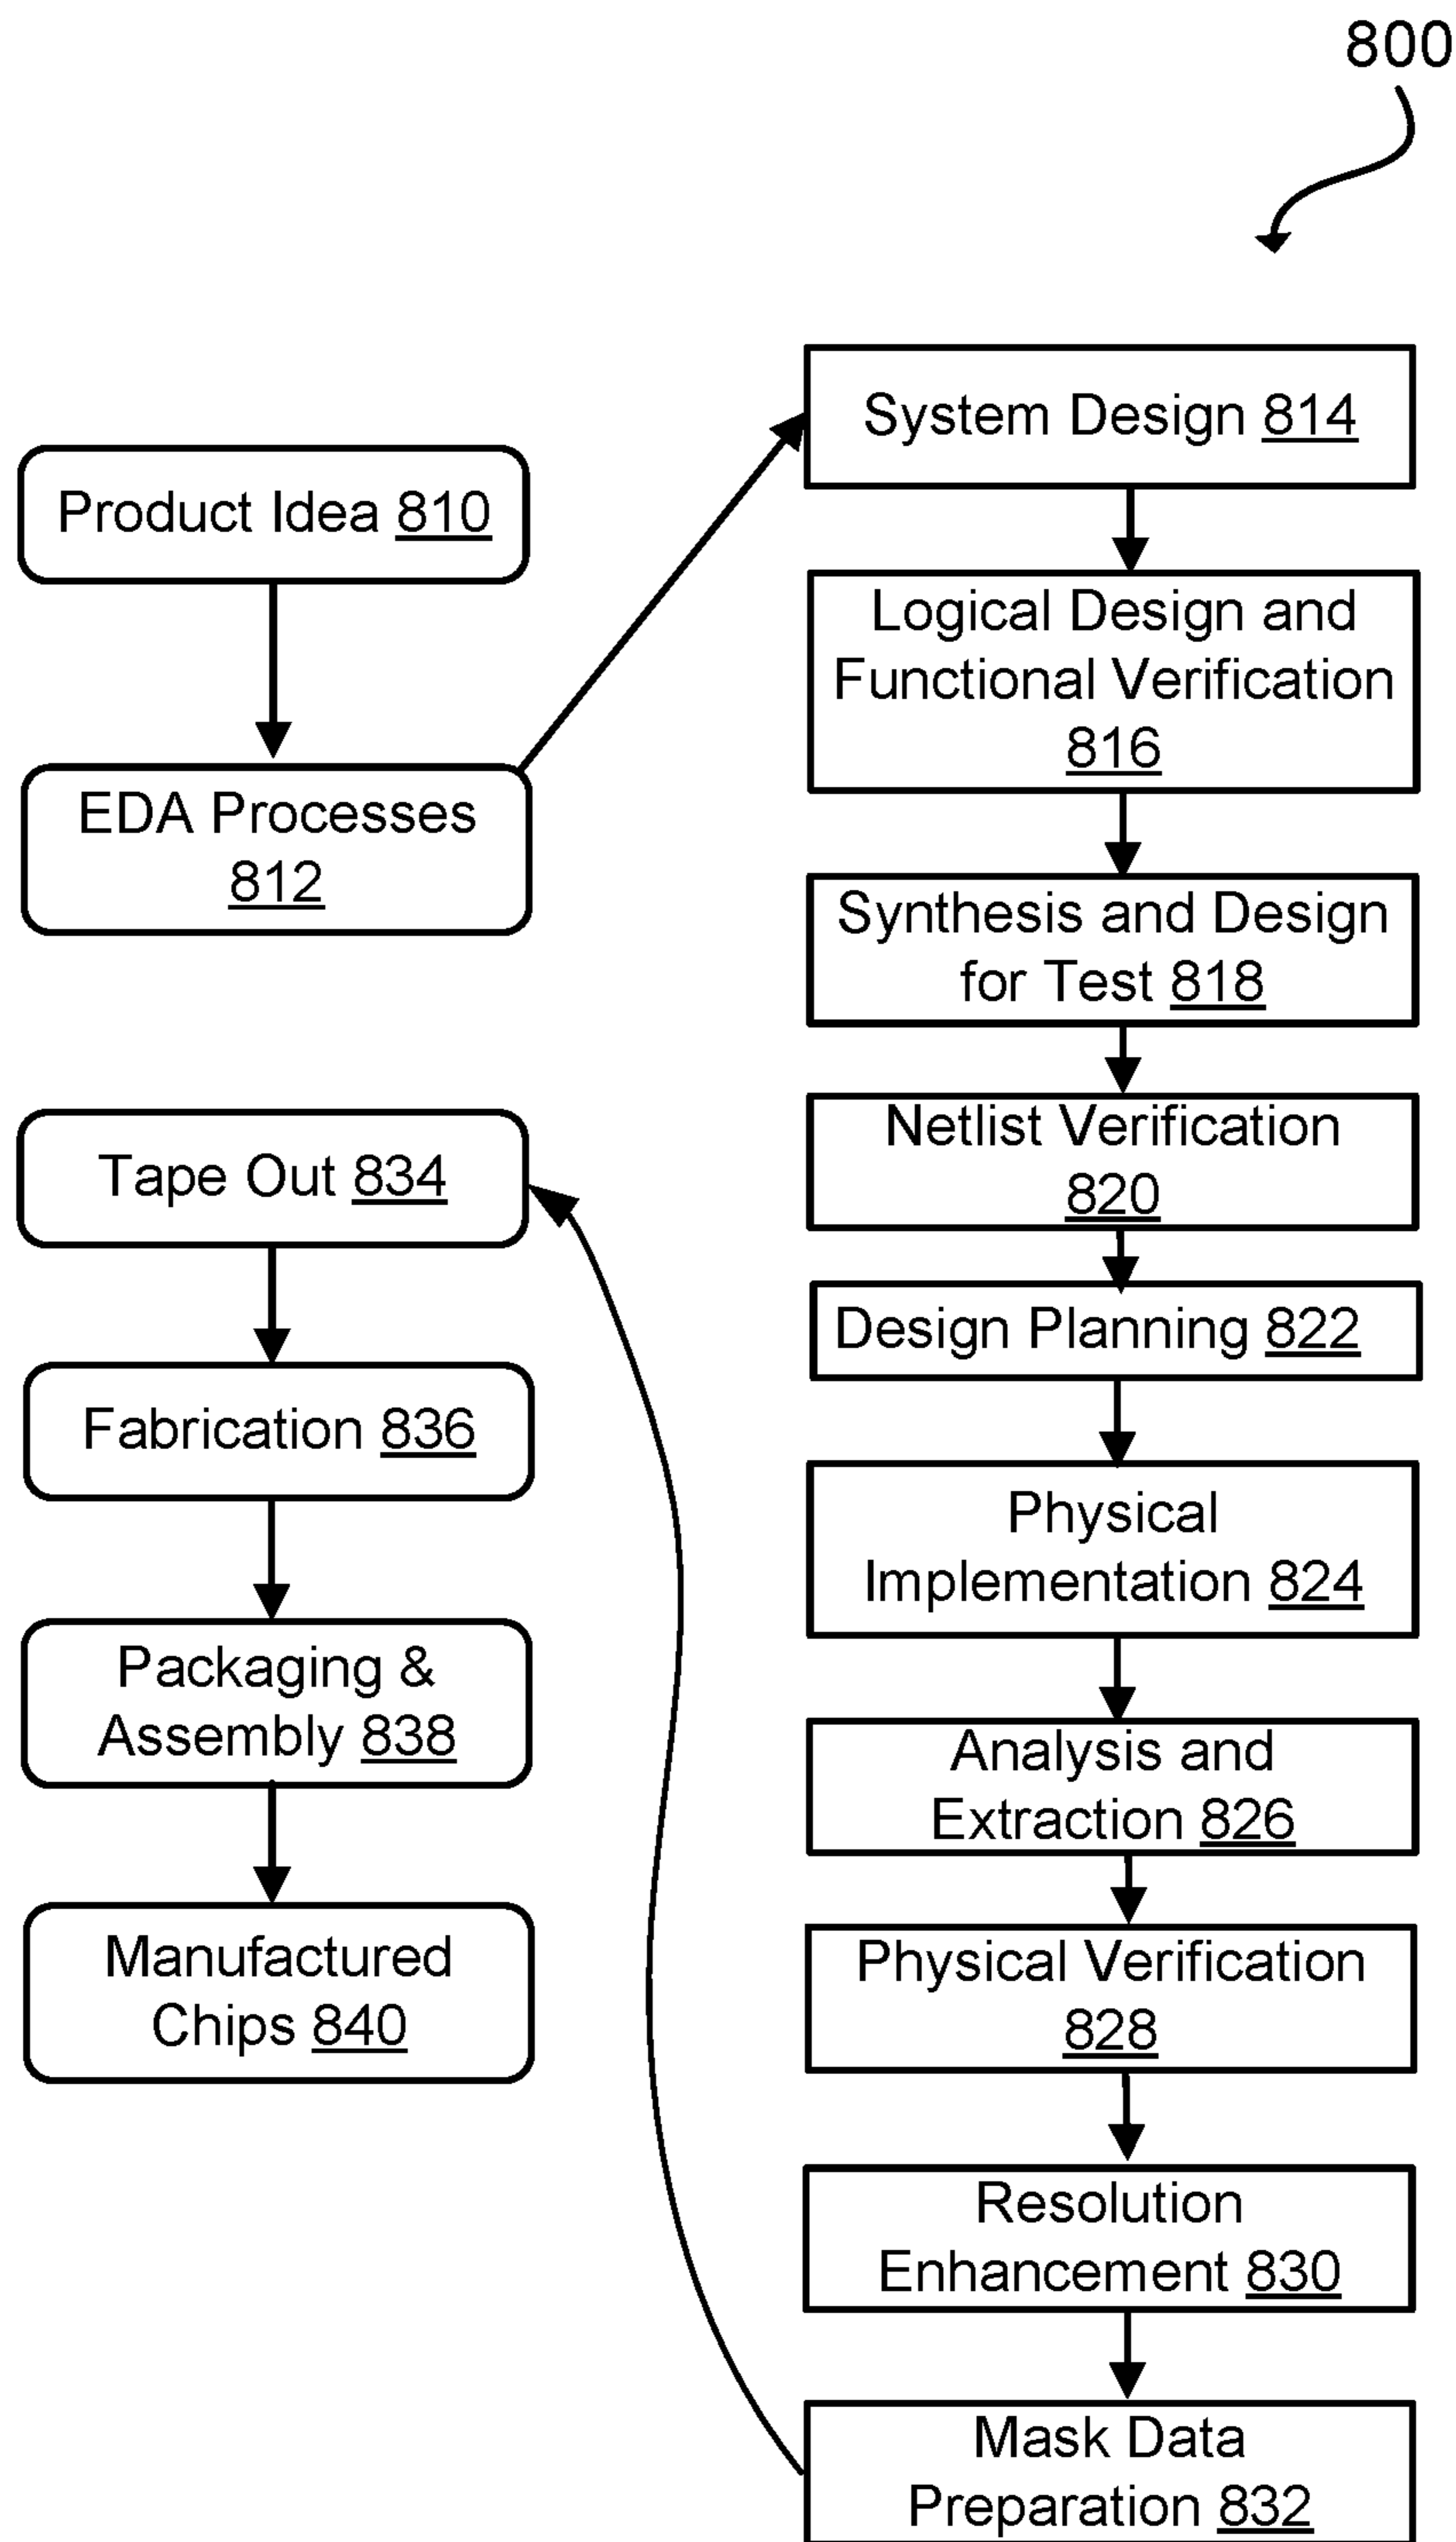 800
Product Idea 810
EDA Processes
812
System Design 814
Logical Design and
Functional Verification
816
Synthesis and Design
for Test 818
Netlist Verification
820
Design Planning 822
Physical
Implementation 824
Analysis and
Extraction 826
Physical Verification
828
Resolution
Enhancement 830
Mask Data
Preparation 832
Tape Out 834
Fabrication 836
Packaging &
Assembly 838
Manufactured
Chips 840